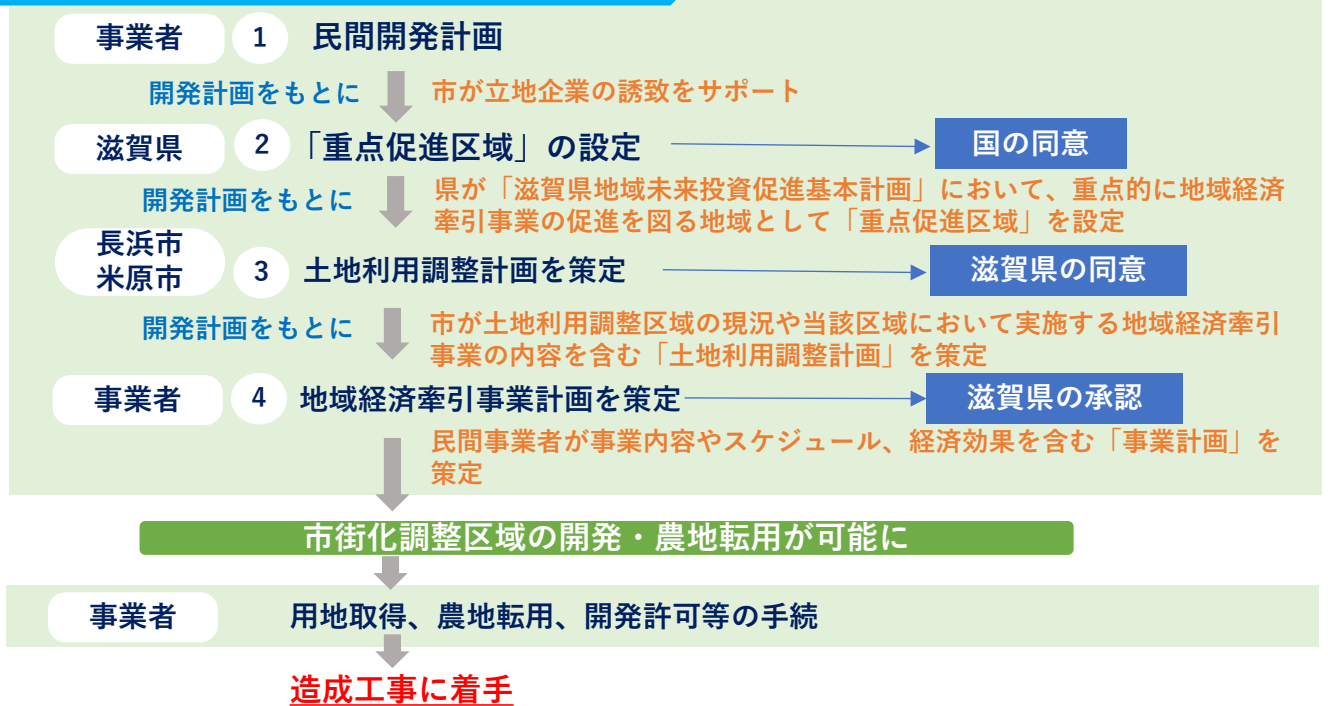 事業者 1 民間開発計画
開発計画をもとに 市が立地企業の誘致をサポート
滋賀県 2 「重点促進区域」の設定 国の同意
開発計画をもとに 県が「滋賀県地域未来投資促進基本計画」において、重点的に地域経済
牽引事業の促進を図る地域として「重点促進区域」を設定
長浜市
米原市 3 土地利用調整計画を策定 滋賀県の同意
開発計画をもとに 市が土地利用調整区域の現況や当該区域において実施する地域経済牽引
事業の内容を含む「土地利用調整計画」を策定
事業者 4 地域経済牽引事業計画を策定 滋賀県の承認
民間事業者が事業内容やスケジュール、経済効果を含む「事業計画」を
策定
市街化調整区域の開発・農地転用が可能に
事業者 用地取得、農地転用、開発許可等の手続
造成工事に着手